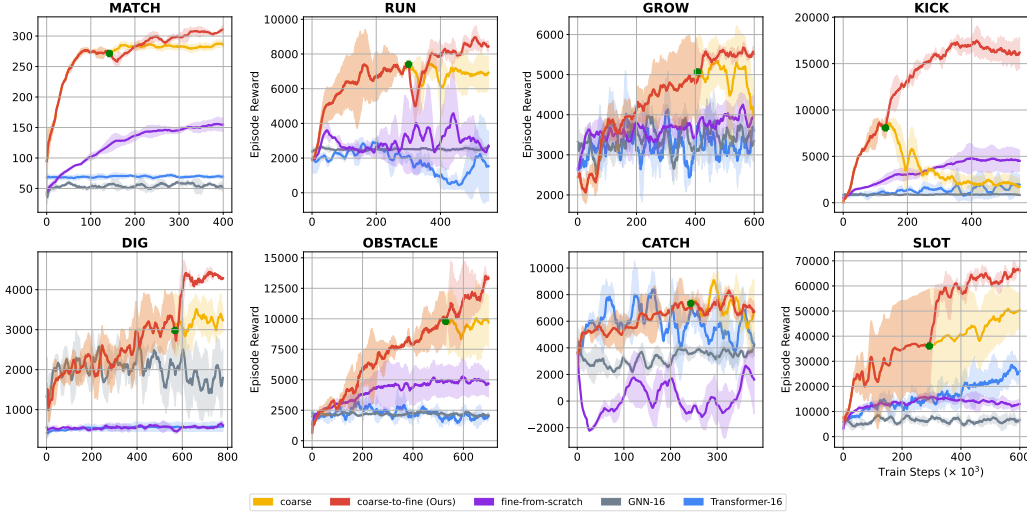 MATCH
RUN
GROW
KICK
300
250
200
150
100
50
0 100 200 300 400
Episode Reward
10000
8000
6000
4000
2000
0
0 200 400
Episode Reward
6000
5000
4000
3000
2000
0 100 200 300 400 500 600
20000
15000
10000
5000
0
0 200 400
DIG
OBSTACLE
CATCH
SLOT
4000
3000
2000
1000
0 200 400 600 800
Episode Reward
15000
12500
10000
7500
5000
2500
0
0 200 400 600
Episode Reward
10000
8000
6000
4000
2000
0
−2000
0 100 200 300
Episode Reward
70000
60000
50000
40000
30000
20000
10000
0
0 200 400 600
Train Steps (× 10³)
coarse
coarse-to-fine (Ours)
fine-from-scratch
GNN-16
Transformer-16